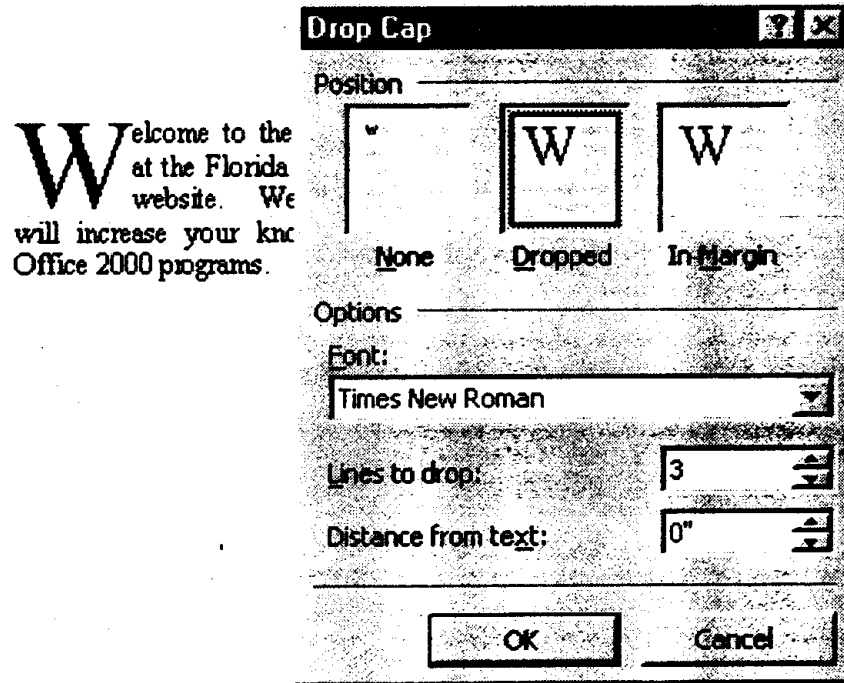 Drop Cap
Position
W W W
None Dropped In-Margin
Options
Font:
Times New Roman
Lines to drop: 3
Distance from text: 0"
OK Cancel
Welcome to the
at the Florida
website. We
will increase your knc
Office 2000 programs.